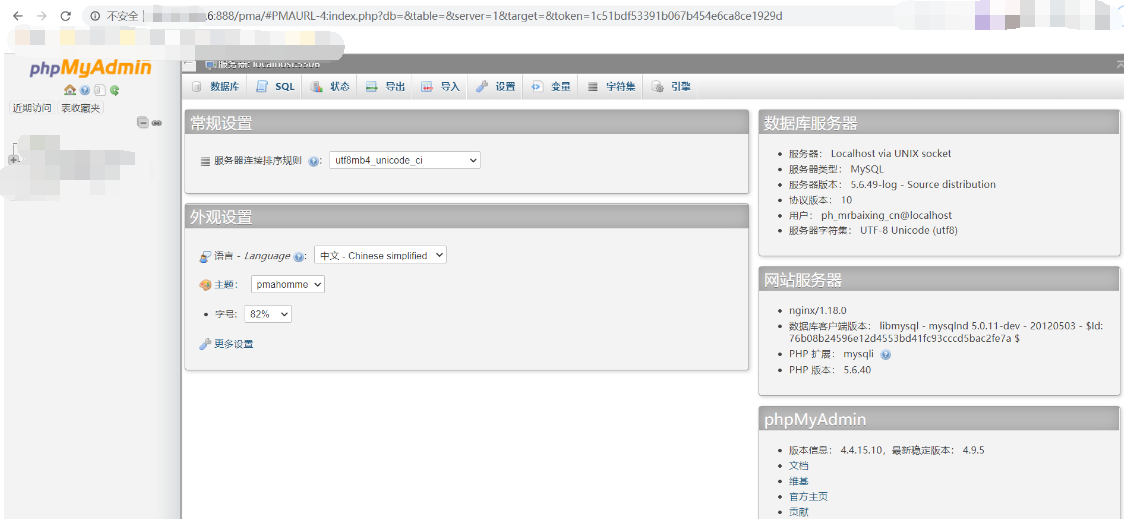 不安全
6:888/pma/#PMAURL-4:index.php?db=&table=&server=1&target=&token=1c51bdf53391b067b454e6ca8ce1929d
phpMyAdmin
近期访问 表收藏夹
服务器: localhost:3306
数据库 SQL 状态 导出 导入 设置 变量 字符集 引擎
常规设置
服务器连接排序规则 : utf8mb4_unicode_ci
外观设置
语言 - Language : 中文 - Chinese simplified
主题: pmahomme
字号: 82%
更多设置
数据库服务器
服务器: Localhost via UNIX socket
服务器类型: MySQL
服务器版本: 5.6.49-log - Source distribution
协议版本: 10
用户: ph_mrbaixing_cn@localhost
服务器字符集: UTF-8 Unicode (utf8)
网站服务器
nginx/1.18.0
数据库客户端版本: libmysql - mysqlnd 5.0.11-dev - 20120503 - $Id:
76b08b24596e12d4553bd41fc93cccd5bac2fe7a $
PHP 扩展: mysqli
PHP 版本: 5.6.40
phpMyAdmin
版本信息: 4.4.15.10, 最新稳定版本: 4.9.5
文档
维基
官方主页
贡献